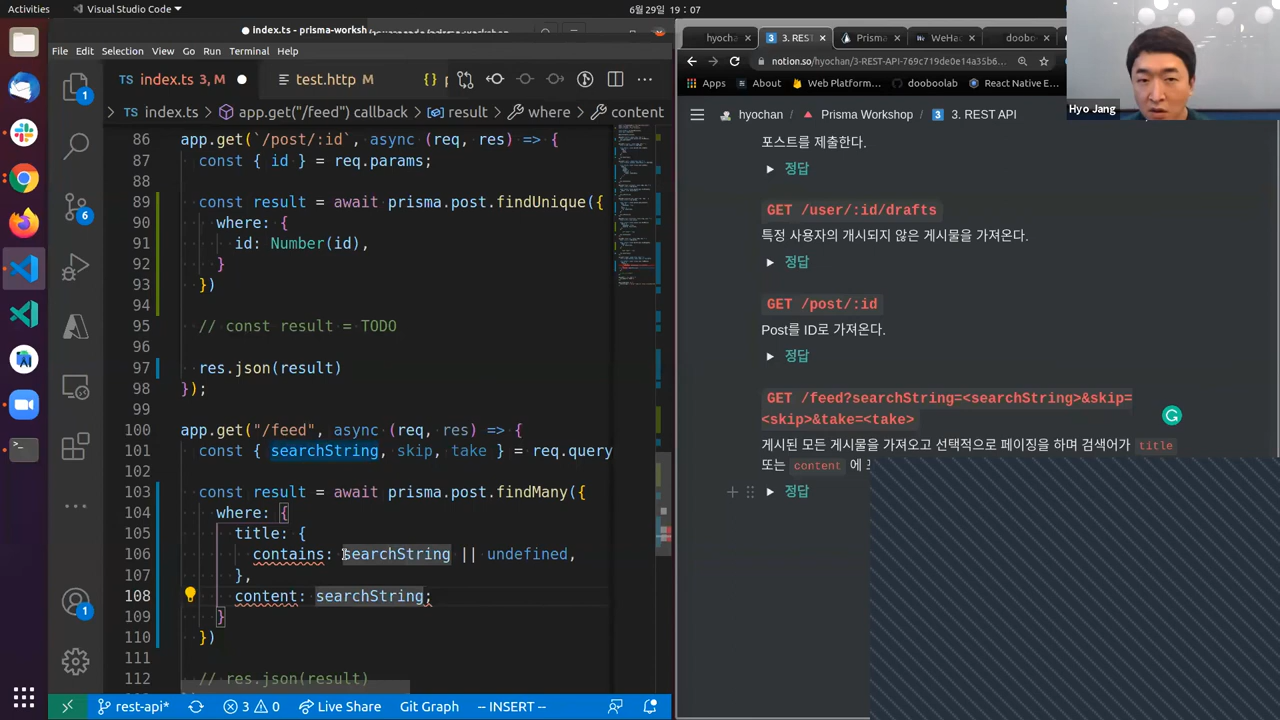 Activities
Visual Studio Code
6월29일 19:07
index.ts - prisma-worksh
File Edit Selection View Go Run Terminal Help
index.ts 3, M
test.http M
index.ts > app.get("/feed") callback > result > where > content
86 app.get(`/post/:id`, async (req, res) => {
87 const { id } = req.params;
88
89 const result = await prisma.post.findUnique({
90 where: {
91 id: Number(id),
92 }
93 })
94
95 // const result = TODO
96
97 res.json(result)
98 });
99
100 app.get("/feed", async (req, res) => {
101 const { searchString, skip, take } = req.query
102
103 const result = await prisma.post.findMany({
104 where: {
105 title: {
106 contains: searchString || undefined,
107 },
108 content: searchString;
109 }
110 })
111
112 // res.json(result)
1
6
1
rest-api*
3 0
Live Share
Git Graph
-- INSERT --
hyocha
3. RES
Prisma
WeHac
doobo
notion.so/hyochan/3-REST-API-769c719de0e14a35b6
Apps
About
Web Platform...
dooboolab
React Native E
hyochan / Prisma Workshop / 3. REST API
포스트를 제출한다.
정답
GET /user/:id/drafts
특정 사용자의 개시되지 않은 게시물을 가져온다.
정답
GET /post/:id
Post를 ID로 가져온다.
정답
GET /feed?searchString=<searchString>&skip=
<skip>&take=<take>
게시된 모든 게시물을 가져오고 선택적으로 페이징을 하며 검색어가 title
또는 content 에
정답
Hyo Jang